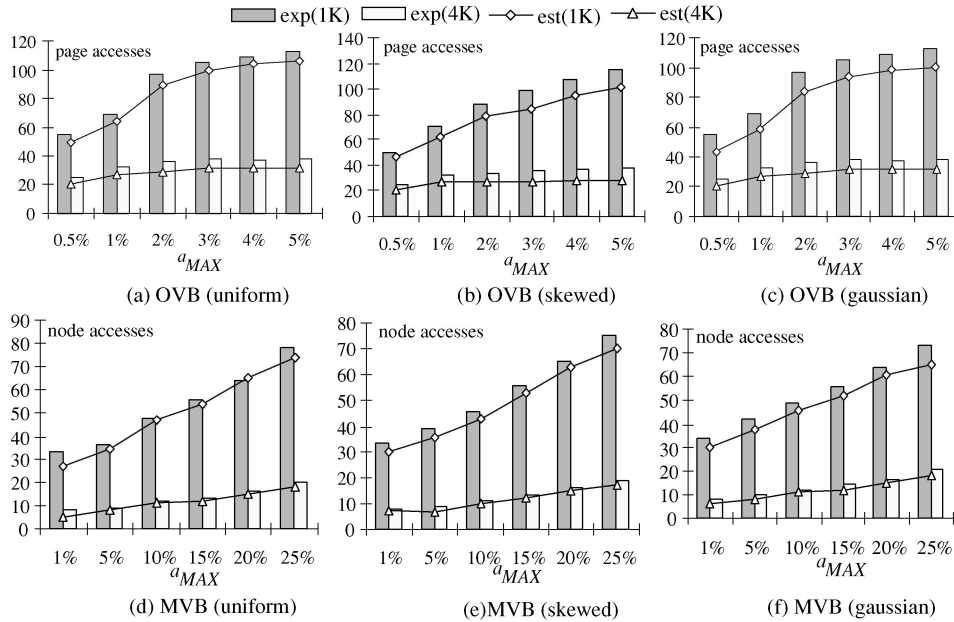 exp(1K) exp(4K) est(1K) est(4K)
page accesses
120
100
80
60
40
20
0
0.5% 1% 2% 3% 4% 5%
aMAX
(a) OVB (uniform)
page accesses
140
120
100
80
60
40
20
0
0.5% 1% 2% 3% 4% 5%
aMAX
(b) OVB (skewed)
page accesses
120
100
80
60
40
20
0
0.5% 1% 2% 3% 4% 5%
aMAX
(c) OVB (gaussian)
node accesses
90
80
70
60
50
40
30
20
10
0
1% 5% 10% 15% 20% 25%
aMAX
(d) MVB (uniform)
node accesses
80
70
60
50
40
30
20
10
0
1% 5% 10% 15% 20% 25%
aMAX
(e)MVB (skewed)
node accesses
80
70
60
50
40
30
20
10
0
1% 5% 10% 15% 20% 25%
aMAX
(f) MVB (gaussian)